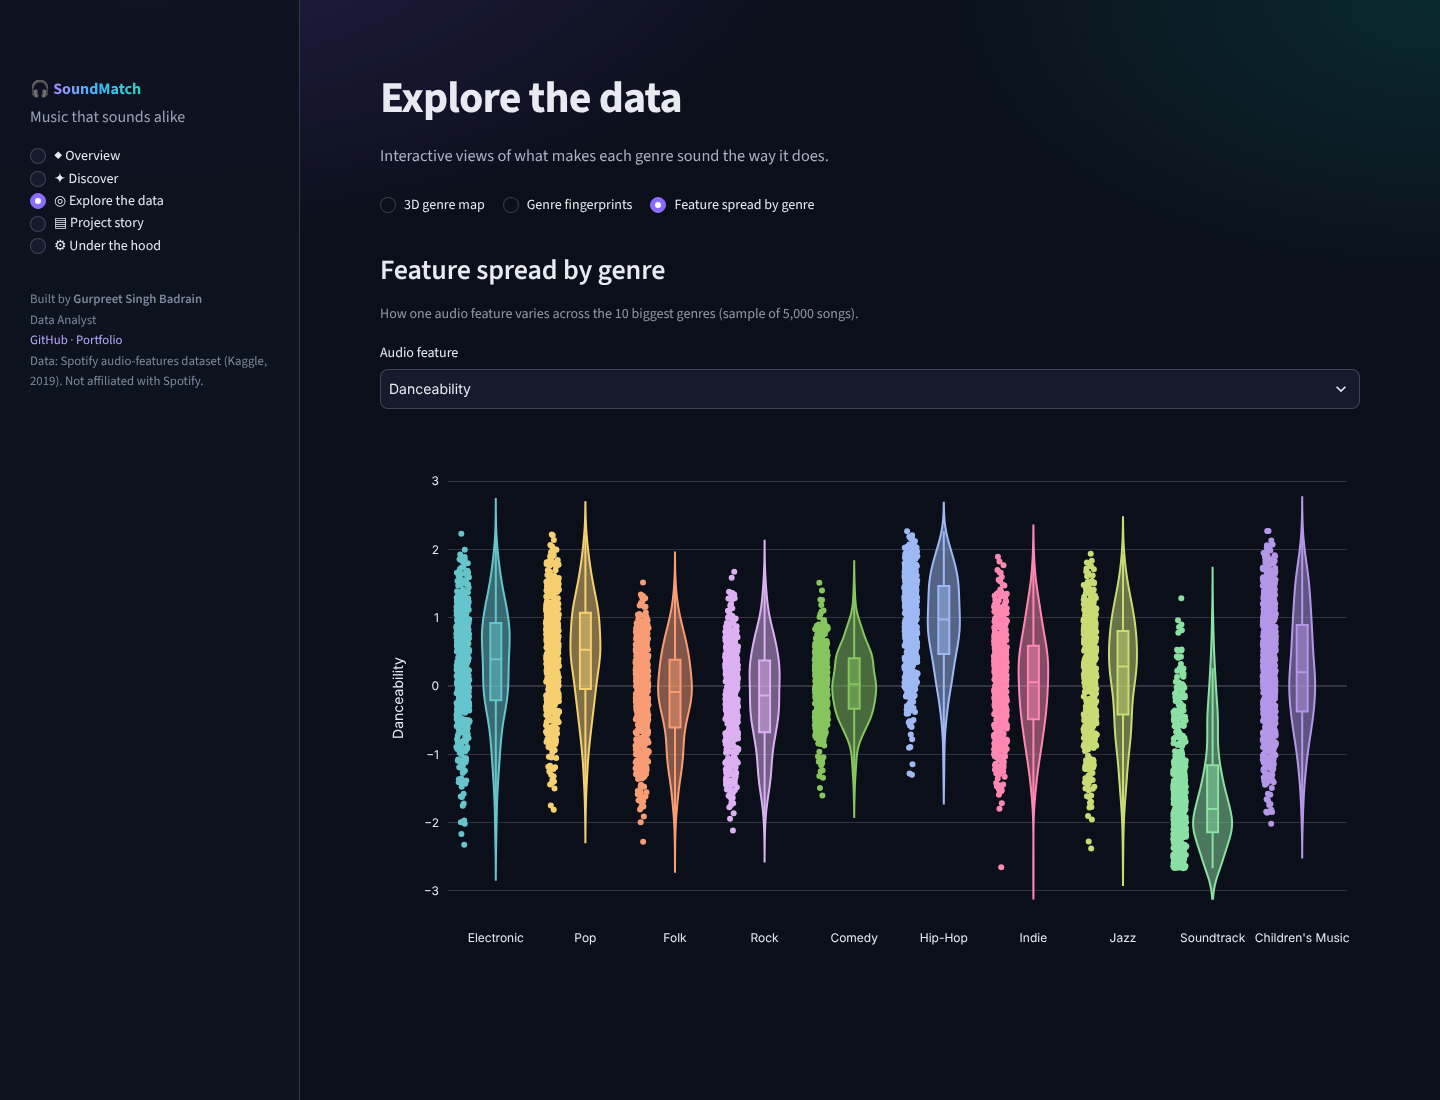 🎧 SoundMatch
Music that sounds alike
◆ Overview
✦ Discover
◎ Explore the data
▤ Project story
⚙ Under the hood
Built by Gurpreet Singh Badrain
Data Analyst
GitHub · Portfolio
Data: Spotify audio-features dataset (Kaggle,
2019). Not affiliated with Spotify.
Explore the data
Interactive views of what makes each genre sound the way it does.
3D genre map Genre fingerprints Feature spread by genre
Feature spread by genre
How one audio feature varies across the 10 biggest genres (sample of 5,000 songs).
Audio feature
Danceability
3
2
1
0
−1
−2
−3
Danceability
Electronic Pop Folk Rock Comedy Hip-Hop Indie Jazz Soundtrack Children's Music